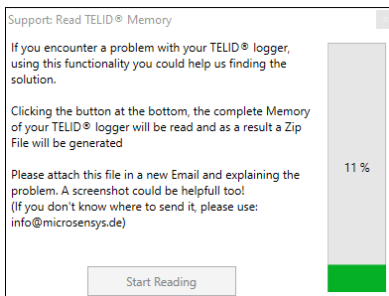 Support: Read TELID® Memory
If you encounter a problem with your TELID® logger,
using this functionality you could help us finding the
solution.
Clicking the button at the bottom, the complete Memory
of your TELID® logger will be read and as a result a Zip
File will be generated
Please attach this file in a new Email and explaining the
problem. A screenshot could be helpfull too!
(If you don't know where to send it, please use:
info@microsensys.de)
11 %
Start Reading